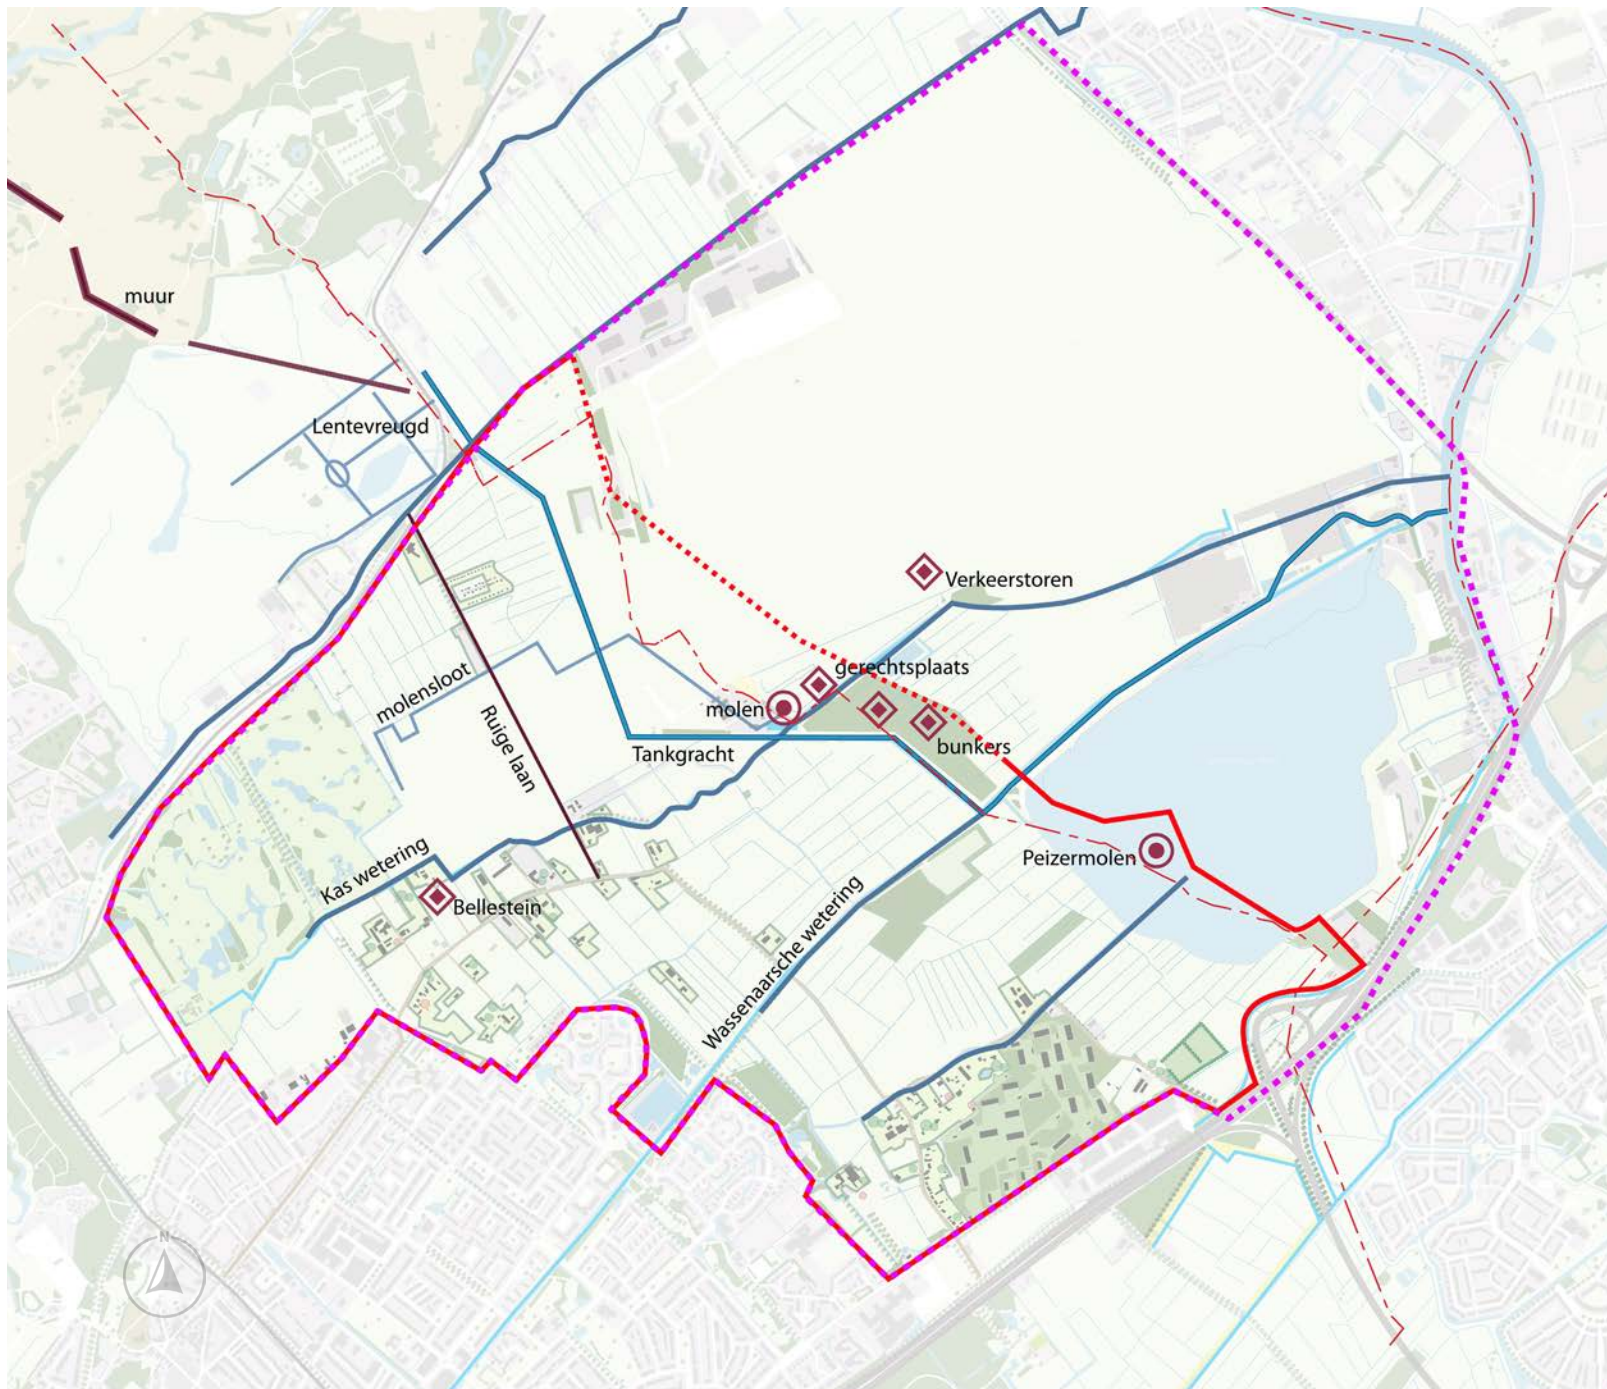 muur
Lentevreugd
Verkeerstoren
gerechtsplaats
molensloot
molen
Ruige laan
bunkers
Tankgracht
Kas wetering
Peizermolen
Bellestein
Wassenaarsche wetering
N